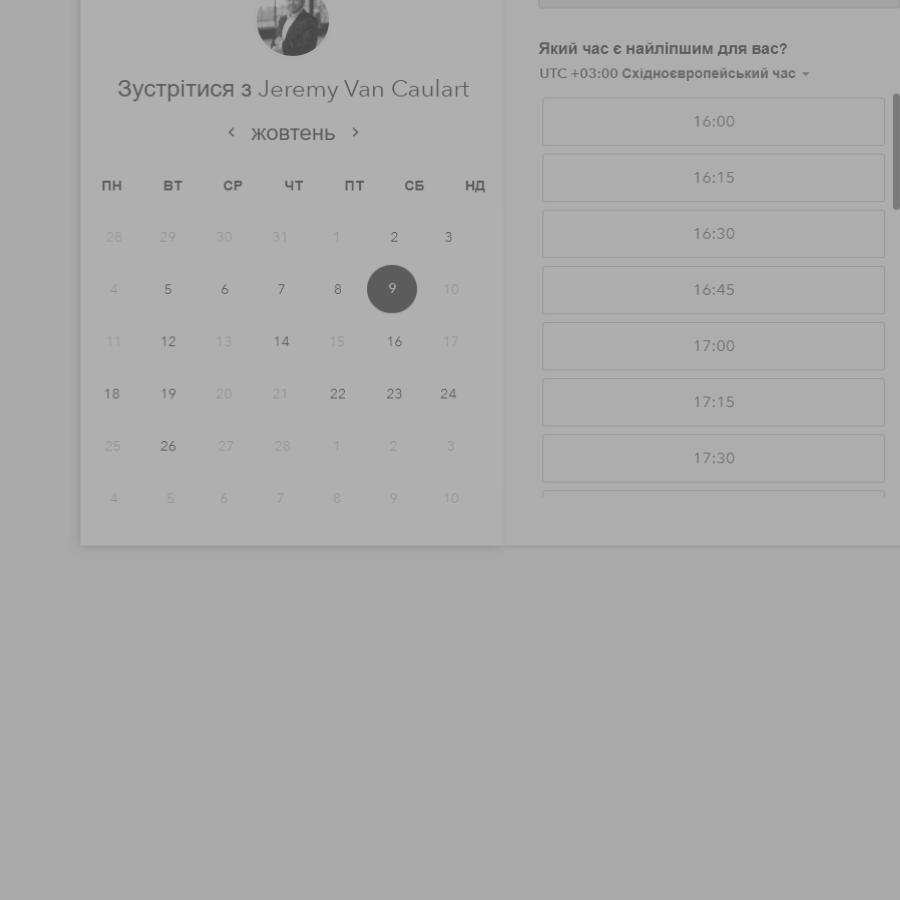 Зустрітися з Jeremy Van Caulart
жовтень
ПН ВТ СР ЧТ ПТ СБ НД
28 29 30 31 1 2 3
4 5 6 7 8 9 10
11 12 13 14 15 16 17
18 19 20 21 22 23 24
25 26 27 28 1 2 3
4 5 6 7 8 9 10
Який час є найліпшим для вас?
UTC +03:00 Східноєвропейський час
16:00
16:15
16:30
16:45
17:00
17:15
17:30